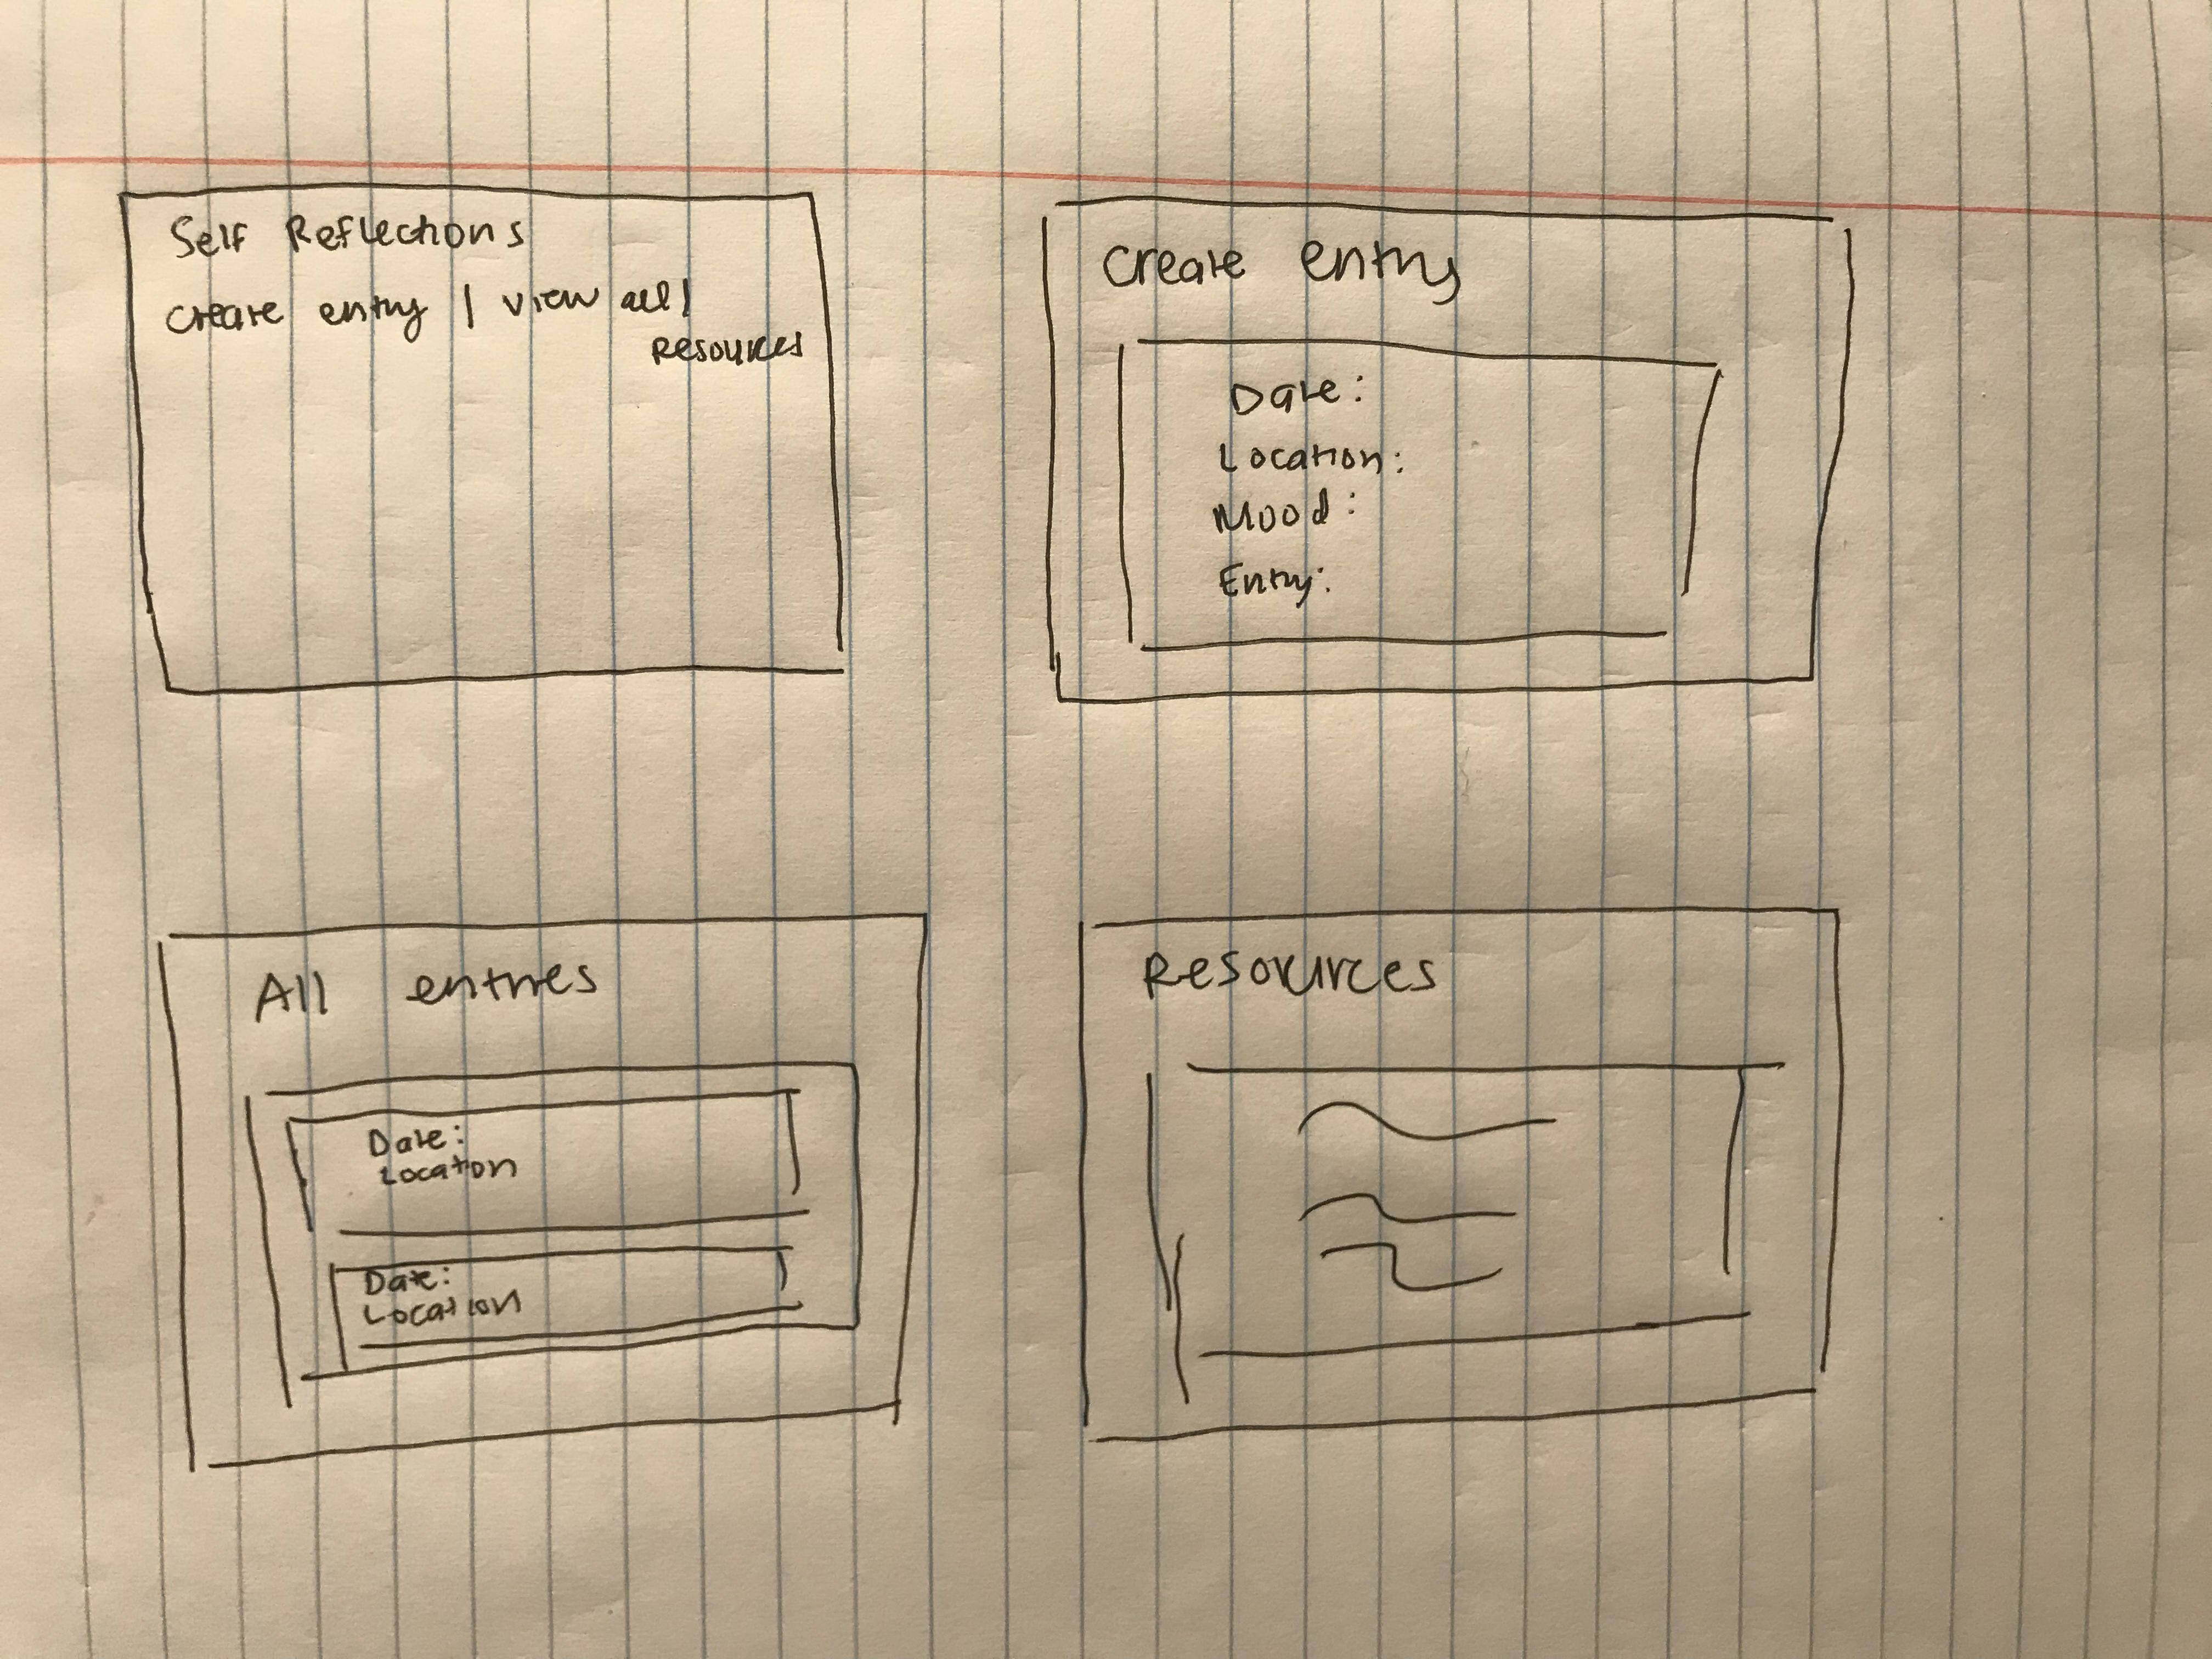 Self Reflections
create entry | view all |
resources
create entry
Date:
Location:
Mood:
Entry:
All entries
Date:
Location
Date:
Location
Resources